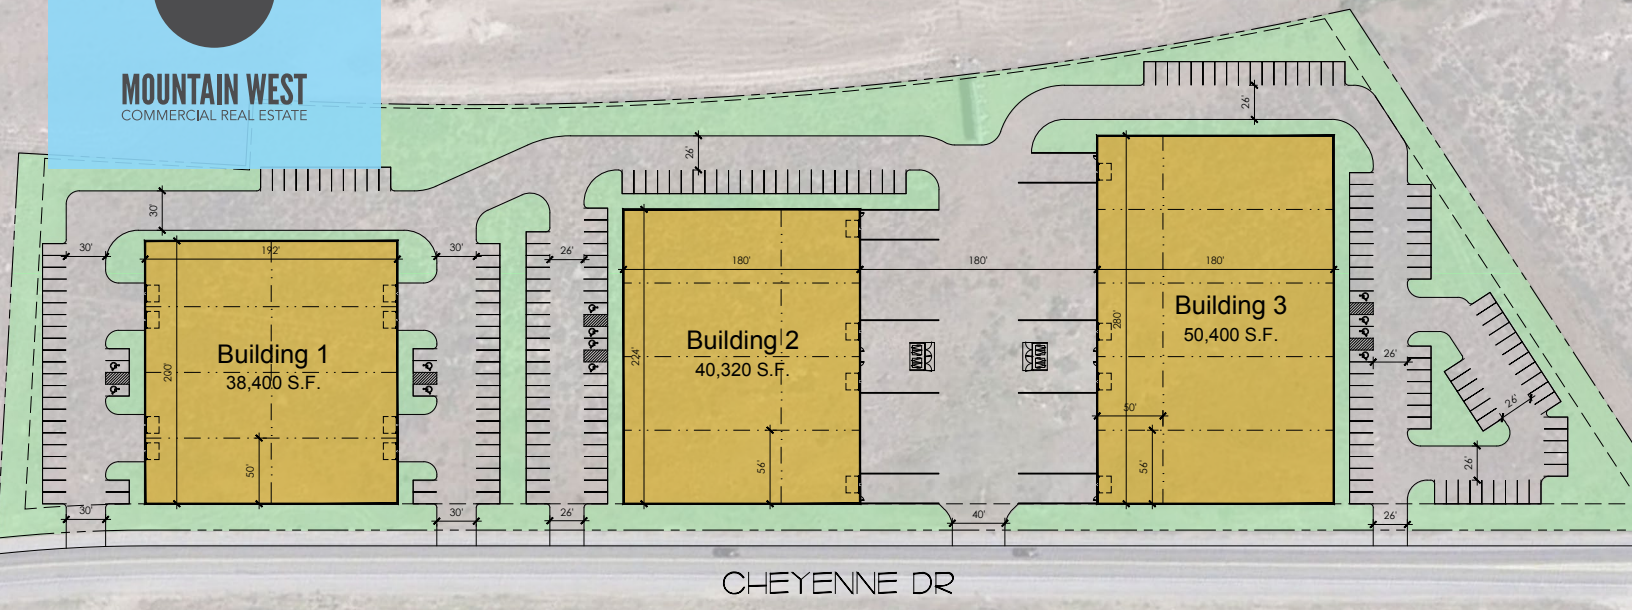 MOUNTAIN WEST
COMMERCIAL REAL ESTATE
26'
26'
30'
30'
192'
30'
26'
180'
180'
180'
Building 1
38,400 S.F.
200'
Building 2
40,320 S.F.
224'
Building 3
50,400 S.F.
280'
26'
50'
26'
50'
56'
56'
26'
30'
30'
26'
40'
26'
CHEYENNE DR